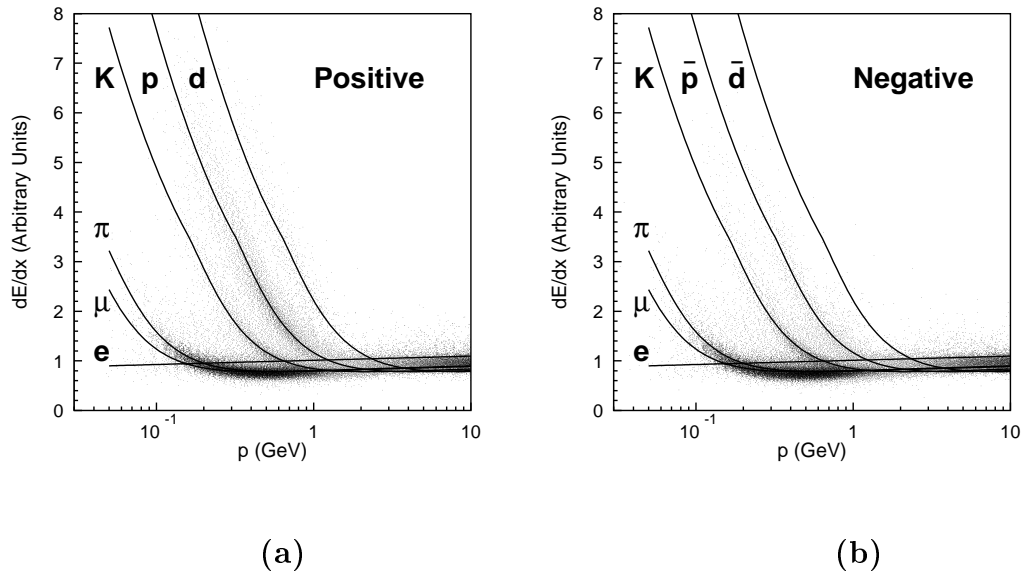 dE/dx (Arbitrary Units)
8
7
6
5
4
3
2
1
0
K p d
Positive
π
μ
e
10⁻¹ 1 10
p (GeV)
(a)
dE/dx (Arbitrary Units)
8
7
6
5
4
3
2
1
0
K p̄ d̄
Negative
π
μ
e
10⁻¹ 1 10
p (GeV)
(b)